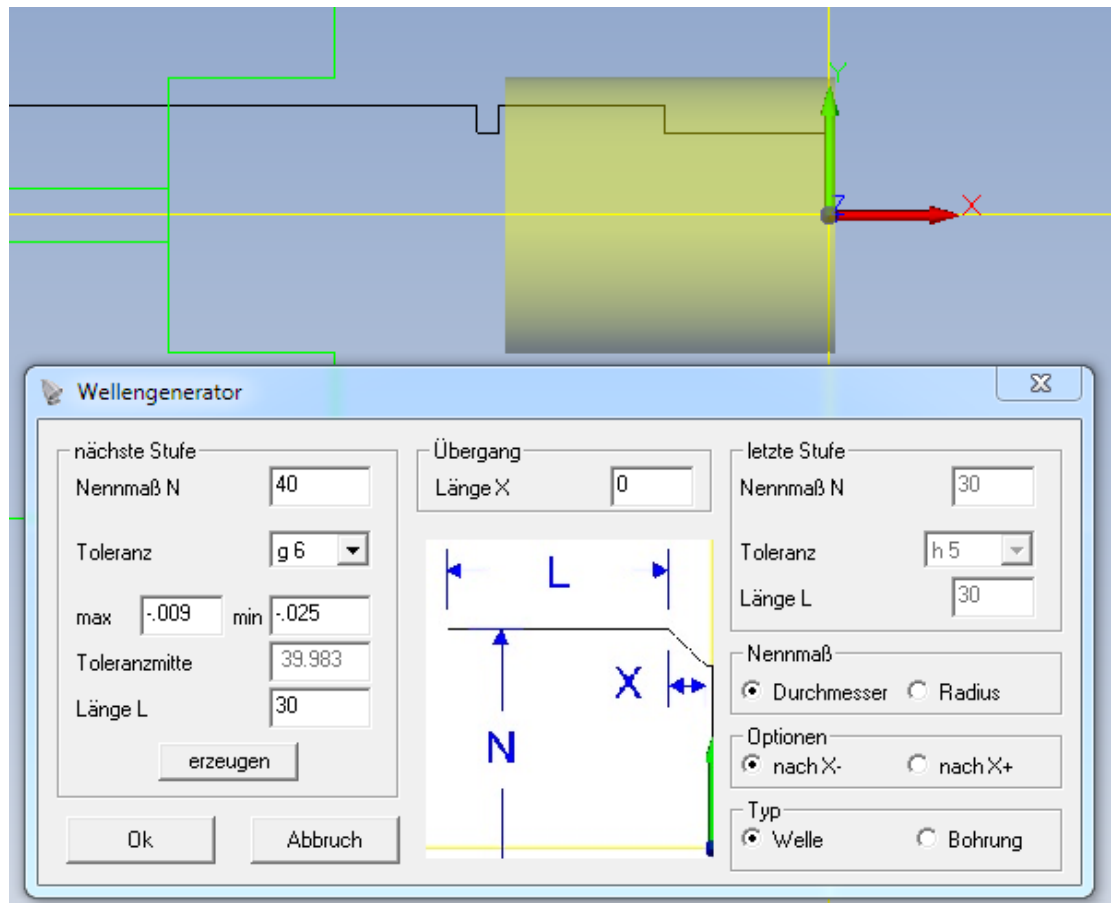 Y
Z
X
Wellengenerator
nächste Stufe
Nennmaß N 40
Toleranz g 6
max -.009 min -.025
Toleranzmitte 39.983
Länge L 30
erzeugen
Ok Abbruch
Übergang
Länge X 0
L
X
N
letzte Stufe
Nennmaß N 30
Toleranz h 5
Länge L 30
Nennmaß
Durchmesser Radius
Optionen
nach X- nach X+
Typ
Welle Bohrung